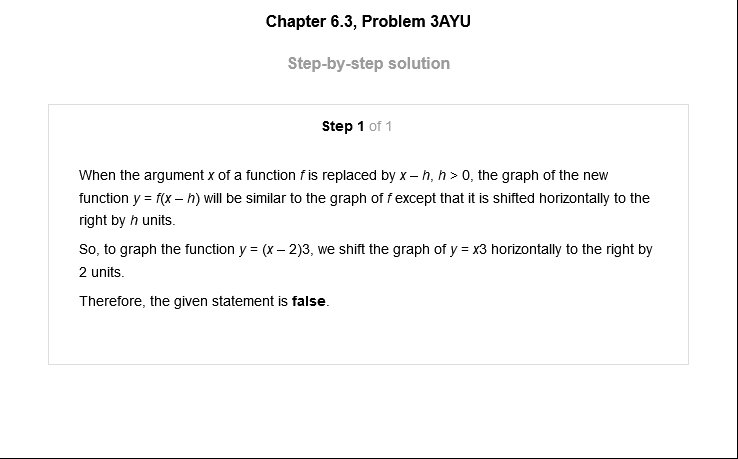 Chapter 6.3, Problem 3AYU
Step-by-step solution
Step 1 of 1
When the argument x of a function f is replaced by x – h, h > 0, the graph of the new
function y = f(x – h) will be similar to the graph of f except that it is shifted horizontally to the
right by h units.
So, to graph the function y = (x – 2)3, we shift the graph of y = x3 horizontally to the right by
2 units.
Therefore, the given statement is false.